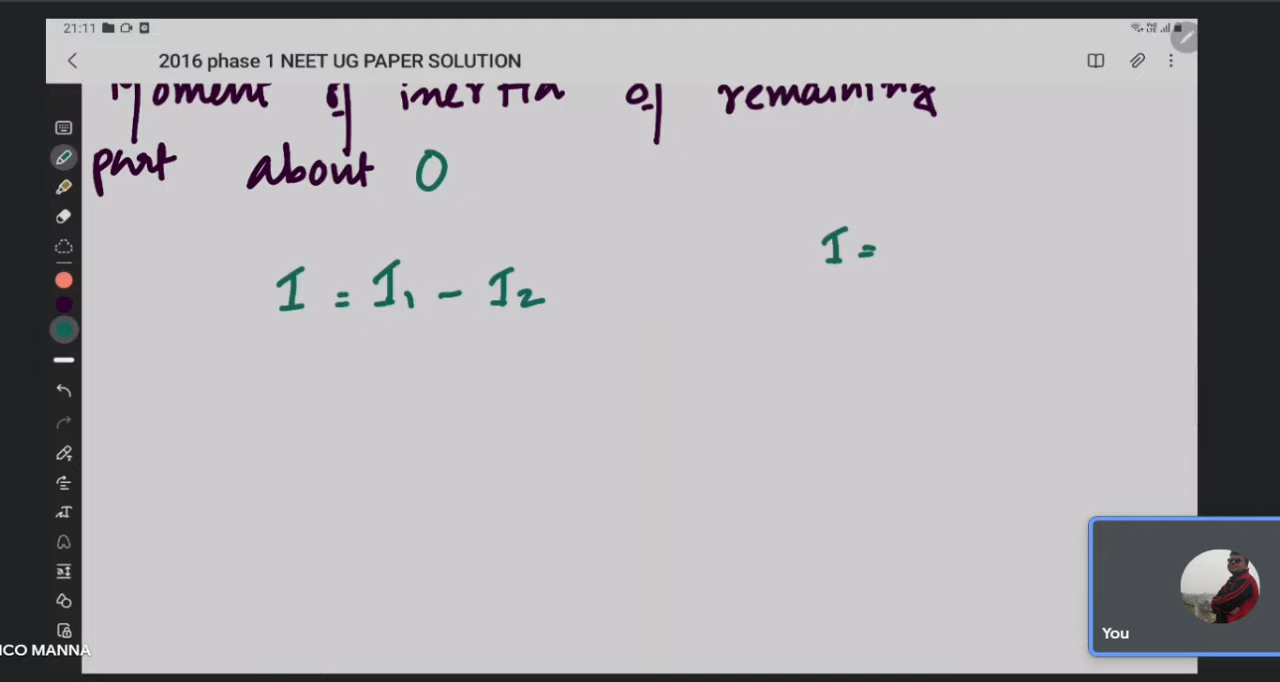 21:11
2016 phase 1 NEET UG PAPER SOLUTION
Moment of inertia of remaining
part about O
I = I₁ - I₂
I =
You
ICO MANNA